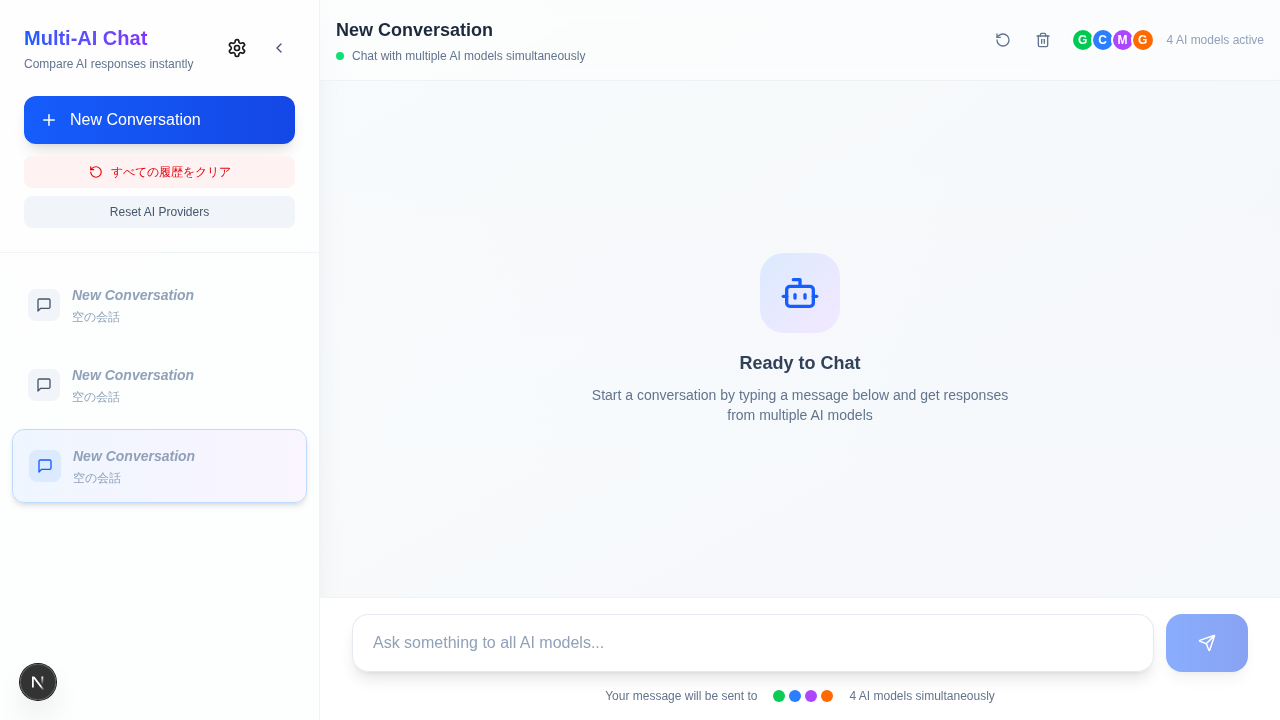 Multi-AI Chat
Compare AI responses instantly
New Conversation
すべての履歴をクリア
Reset AI Providers
New Conversation
空の会話
New Conversation
空の会話
New Conversation
空の会話
N
New Conversation
Chat with multiple AI models simultaneously
G C M G
4 AI models active
Ready to Chat
Start a conversation by typing a message below and get responses
from multiple AI models
Ask something to all AI models...
Your message will be sent to
4 AI models simultaneously